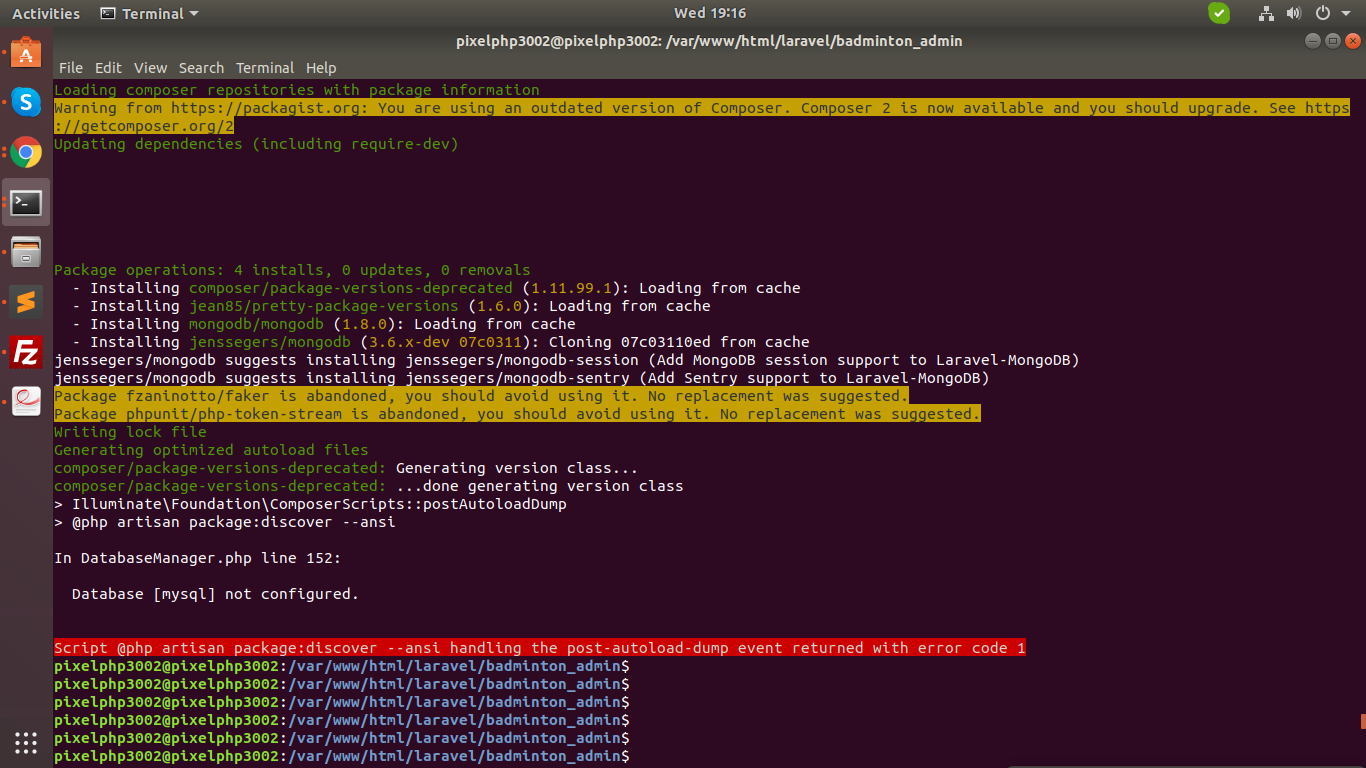 Activities Terminal Wed 19:16
pixelphp3002@pixelphp3002: /var/www/html/laravel/badminton_admin
File Edit View Search Terminal Help
Loading composer repositories with package information
Warning from https://packagist.org: You are using an outdated version of Composer. Composer 2 is now available and you should upgrade. See https
://getcomposer.org/2
Updating dependencies (including require-dev)
Package operations: 4 installs, 0 updates, 0 removals
  - Installing composer/package-versions-deprecated (1.11.99.1): Loading from cache
  - Installing jean85/pretty-package-versions (1.6.0): Loading from cache
  - Installing mongodb/mongodb (1.8.0): Loading from cache
  - Installing jenssegers/mongodb (3.6.x-dev 07c0311): Cloning 07c03110ed from cache
jenssegers/mongodb suggests installing jenssegers/mongodb-session (Add MongoDB session support to Laravel-MongoDB)
jenssegers/mongodb suggests installing jenssegers/mongodb-sentry (Add Sentry support to Laravel-MongoDB)
Package fzaninotto/faker is abandoned, you should avoid using it. No replacement was suggested.
Package phpunit/php-token-stream is abandoned, you should avoid using it. No replacement was suggested.
Writing lock file
Generating optimized autoload files
composer/package-versions-deprecated: Generating version class...
composer/package-versions-deprecated: ...done generating version class
> Illuminate\Foundation\ComposerScripts::postAutoloadDump
> @php artisan package:discover --ansi
In DatabaseManager.php line 152:
  Database [mysql] not configured.
Script @php artisan package:discover --ansi handling the post-autoload-dump event returned with error code 1
pixelphp3002@pixelphp3002:/var/www/html/laravel/badminton_admin$
pixelphp3002@pixelphp3002:/var/www/html/laravel/badminton_admin$
pixelphp3002@pixelphp3002:/var/www/html/laravel/badminton_admin$
pixelphp3002@pixelphp3002:/var/www/html/laravel/badminton_admin$
pixelphp3002@pixelphp3002:/var/www/html/laravel/badminton_admin$
pixelphp3002@pixelphp3002:/var/www/html/laravel/badminton_admin$